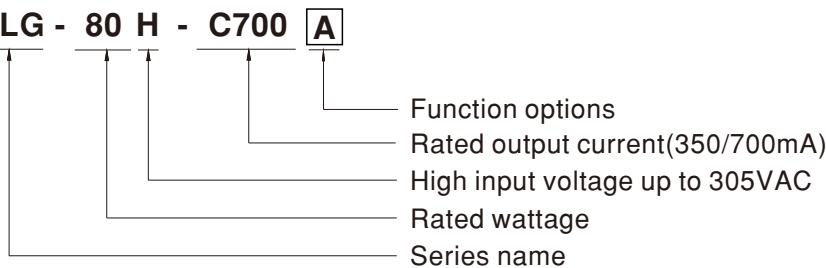 LG - 80 H - C700 A
Function options
Rated output current(350/700mA)
High input voltage up to 305VAC
Rated wattage
Series name